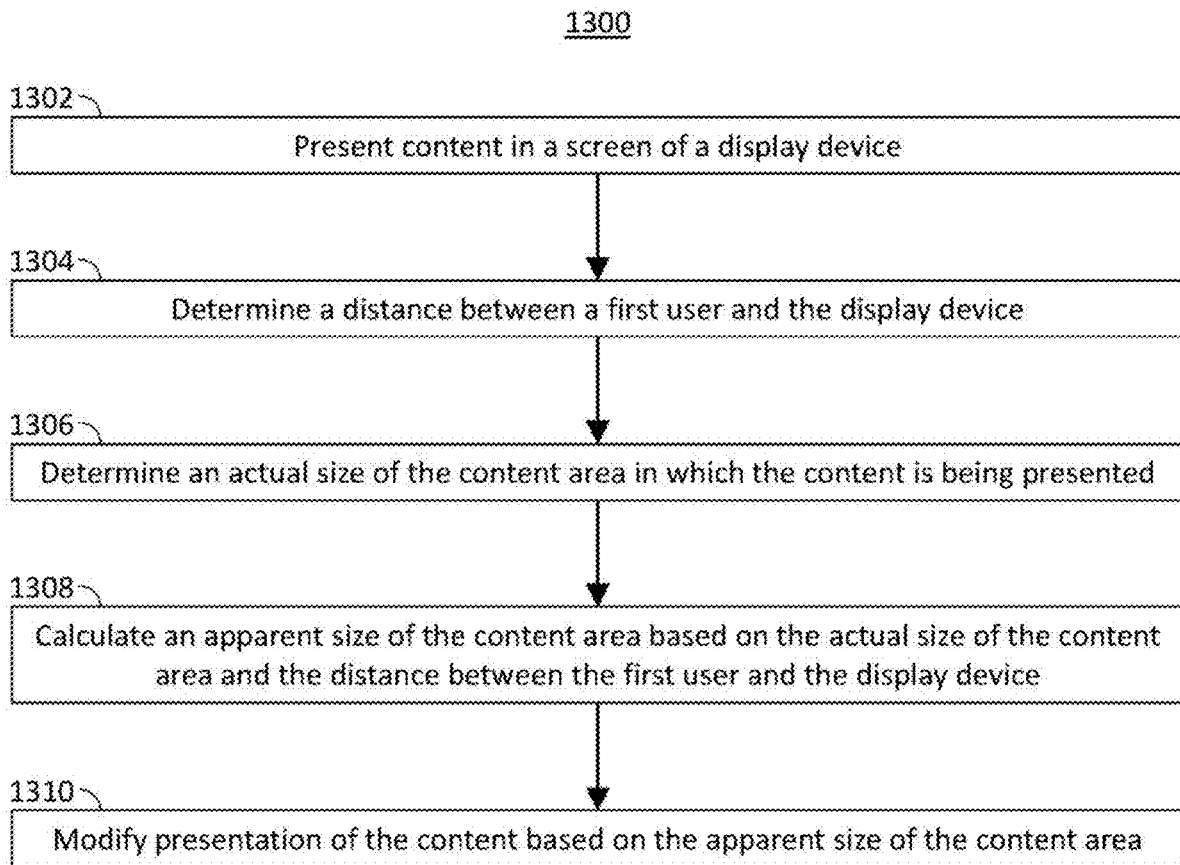 1300
1302
Present content in a screen of a display device
1304
Determine a distance between a first user and the display device
1306
Determine an actual size of the content area in which the content is being presented
1308
Calculate an apparent size of the content area based on the actual size of the content
area and the distance between the first user and the display device
1310
Modify presentation of the content based on the apparent size of the content area